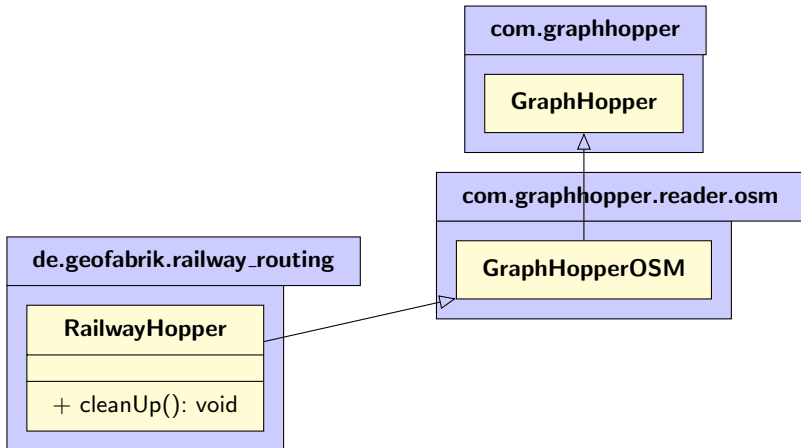 com.graphhopper
GraphHopper
com.graphhopper.reader.osm
GraphHopperOSM
de.geofabrik.railway_routing
RailwayHopper
+ cleanUp(): void